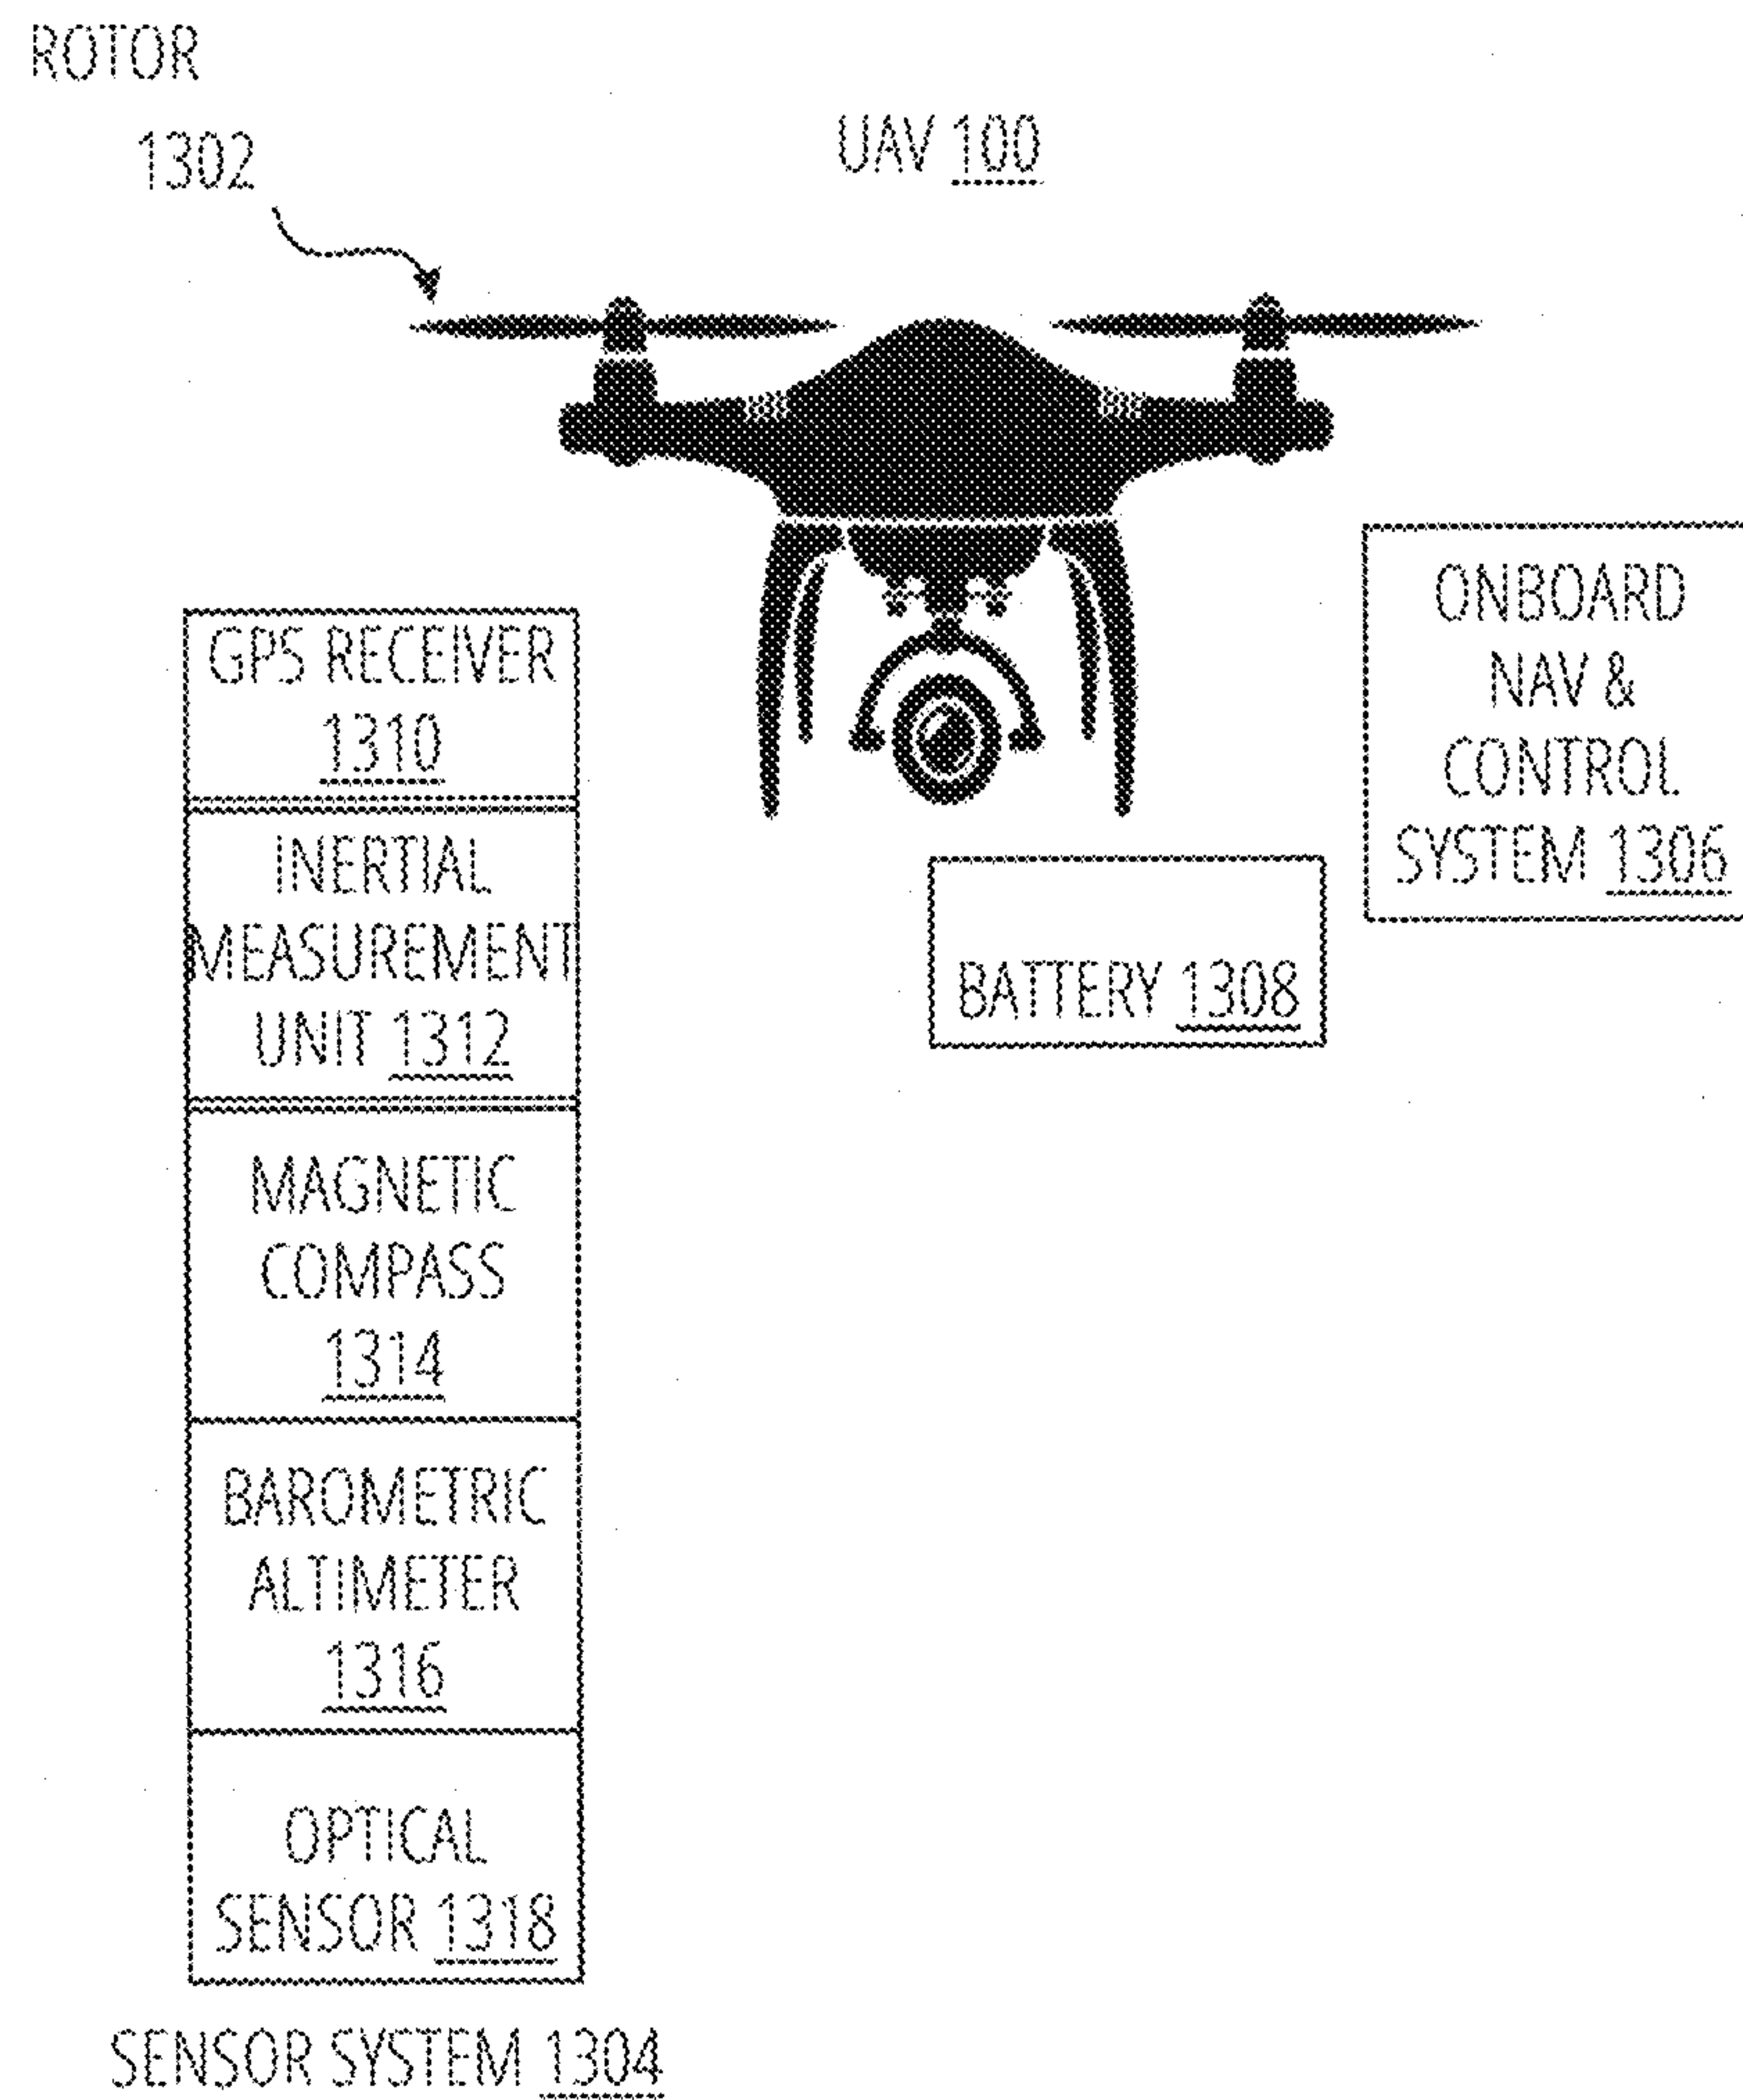 ROTOR
1302
UAV 100
GPS RECEIVER
1310
INERTIAL
MEASUREMENT
UNIT 1312
MAGNETIC
COMPASS
1314
BAROMETRIC
ALTIMETER
1316
OPTICAL
SENSOR 1318
SENSOR SYSTEM 1304
BATTERY 1308
ONBOARD
NAV &
CONTROL
SYSTEM 1306